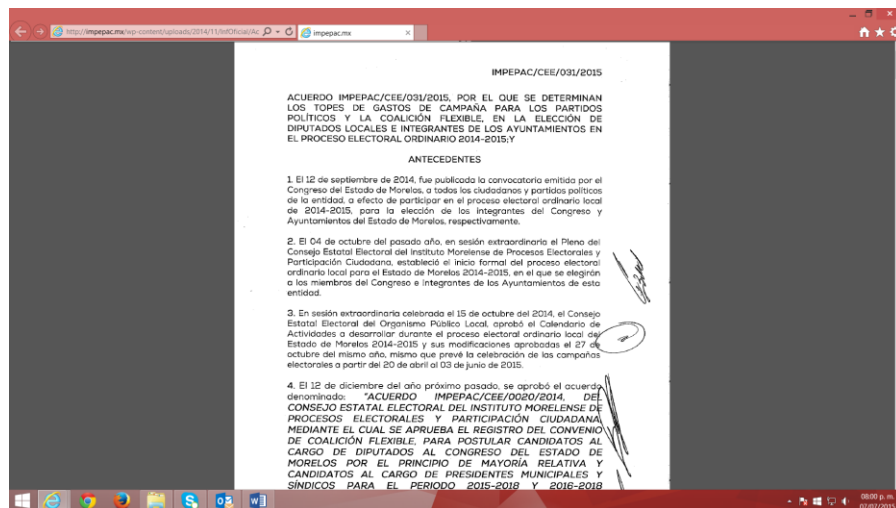 http://impepac.mx/wp-content/uploads/2014/11/InfOficial/Ac
impepac.mx
IMPEPAC/CEE/031/2015
ACUERDO IMPEPAC/CEE/031/2015, POR EL QUE SE DETERMINAN
LOS TOPES DE GASTOS DE CAMPAÑA PARA LOS PARTIDOS
POLÍTICOS Y LA COALICIÓN FLEXIBLE, EN LA ELECCIÓN DE
DIPUTADOS LOCALES E INTEGRANTES DE LOS AYUNTAMIENTOS EN
EL PROCESO ELECTORAL ORDINARIO 2014-2015;Y
ANTECEDENTES
1. El 12 de septiembre de 2014, fue publicada la convocatoria emitida por el
Congreso del Estado de Morelos, a todos los ciudadanos y partidos políticos
de la entidad, a efecto de participar en el proceso electoral ordinario local
de 2014-2015, para la elección de los integrantes del Congreso y
Ayuntamientos del Estado de Morelos, respectivamente.
2. El 04 de octubre del pasado año, en sesión extraordinaria el Pleno del
Consejo Estatal Electoral del Instituto Morelense de Procesos Electorales y
Participación Ciudadana, estableció el inicio formal del proceso electoral
ordinario local para el Estado de Morelos 2014-2015, en el que se elegirán
a los miembros del Congreso e Integrantes de los Ayuntamientos de esta
entidad.
3. En sesión extraordinaria celebrada el 15 de octubre del 2014, el Consejo
Estatal Electoral del Organismo Público Local, aprobó el Calendario de
Actividades a desarrollar durante el proceso electoral ordinario local del
Estado de Morelos 2014-2015 y sus modificaciones aprobadas el 27 de
octubre del mismo año, mismo que prevé la celebración de las campañas
electorales a partir del 20 de abril al 03 de junio de 2015.
4. El 12 de diciembre del año próximo pasado, se aprobó el acuerdo
denominado: "ACUERDO IMPEPAC/CEE/0020/2014, DEL
CONSEJO ESTATAL ELECTORAL DEL INSTITUTO MORELENSE DE
PROCESOS ELECTORALES Y PARTICIPACIÓN CIUDADANA,
MEDIANTE EL CUAL SE APRUEBA EL REGISTRO DEL CONVENIO
DE COALICIÓN FLEXIBLE, PARA POSTULAR CANDIDATOS AL
CARGO DE DIPUTADOS AL CONGRESO DEL ESTADO DE
MORELOS POR EL PRINCIPIO DE MAYORÍA RELATIVA Y
CANDIDATOS AL CARGO DE PRESIDENTES MUNICIPALES Y
SÍNDICOS PARA EL PERIODO 2015-2018 Y 2016-2018
08:00 p. m.
02/07/2015